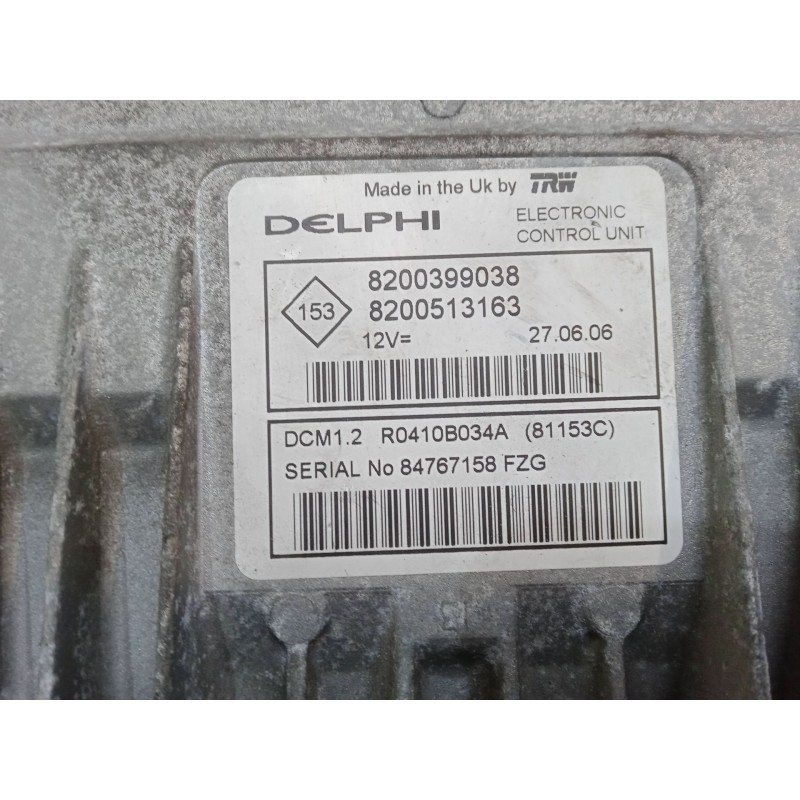 Made in the Uk by TRW
DELPHI
ELECTRONIC
CONTROL UNIT
153
8200399038
8200513163
12V=
27.06.06
DCM1.2 R0410B034A (81153C)
SERIAL No 84767158 FZG